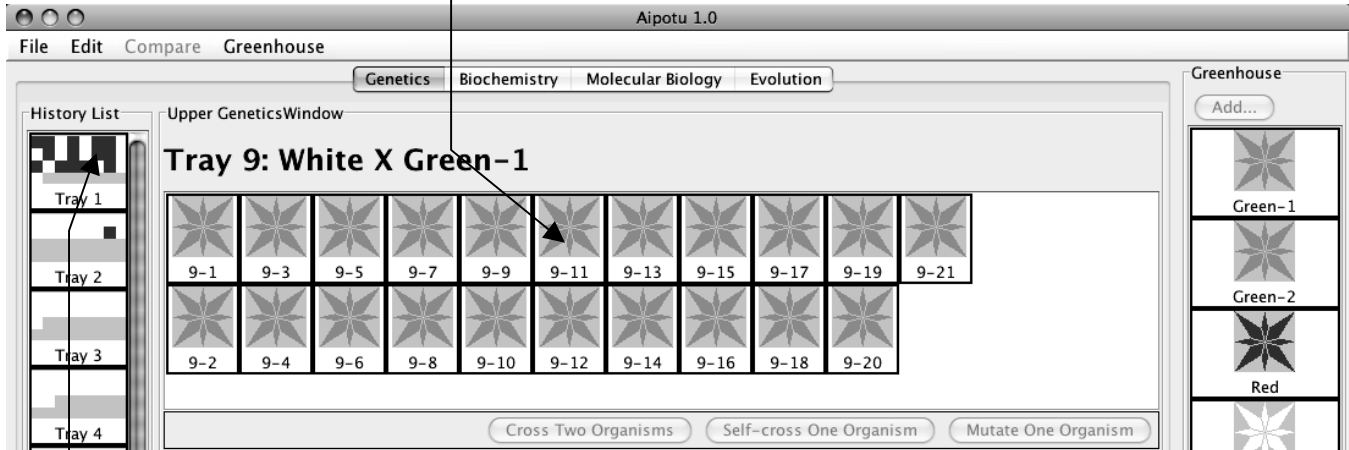 Aipotu 1.0
File Edit Compare Greenhouse
Genetics Biochemistry Molecular Biology Evolution
Greenhouse
Add...
History List
Upper GeneticsWindow
Tray 9: White X Green-1
Tray 1
Tray 2
Tray 3
Tray 4
9-1 9-3 9-5 9-7 9-9 9-11 9-13 9-15 9-17 9-19 9-21
9-2 9-4 9-6 9-8 9-10 9-12 9-14 9-16 9-18 9-20
Cross Two Organisms Self-cross One Organism Mutate One Organism
Green-1
Green-2
Red